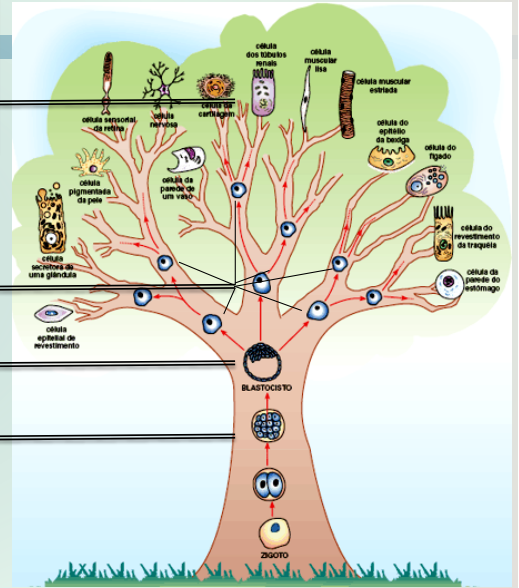 célula sensorial
da retina
célula
nervosa
célula da
cartilagem
célula
dos túbulos
renais
célula
muscular
lisa
célula muscular
estriada
célula do
epitélio
da bexiga
célula do
fígado
célula
pigmentada
da pele
célula da
parede de
um vaso
célula do
revestimento
da traquéia
célula
secretora de
uma glândula
célula da
parede do
estômago
célula
epitelial de
revestimento
BLASTOCISTO
ZIGOTO